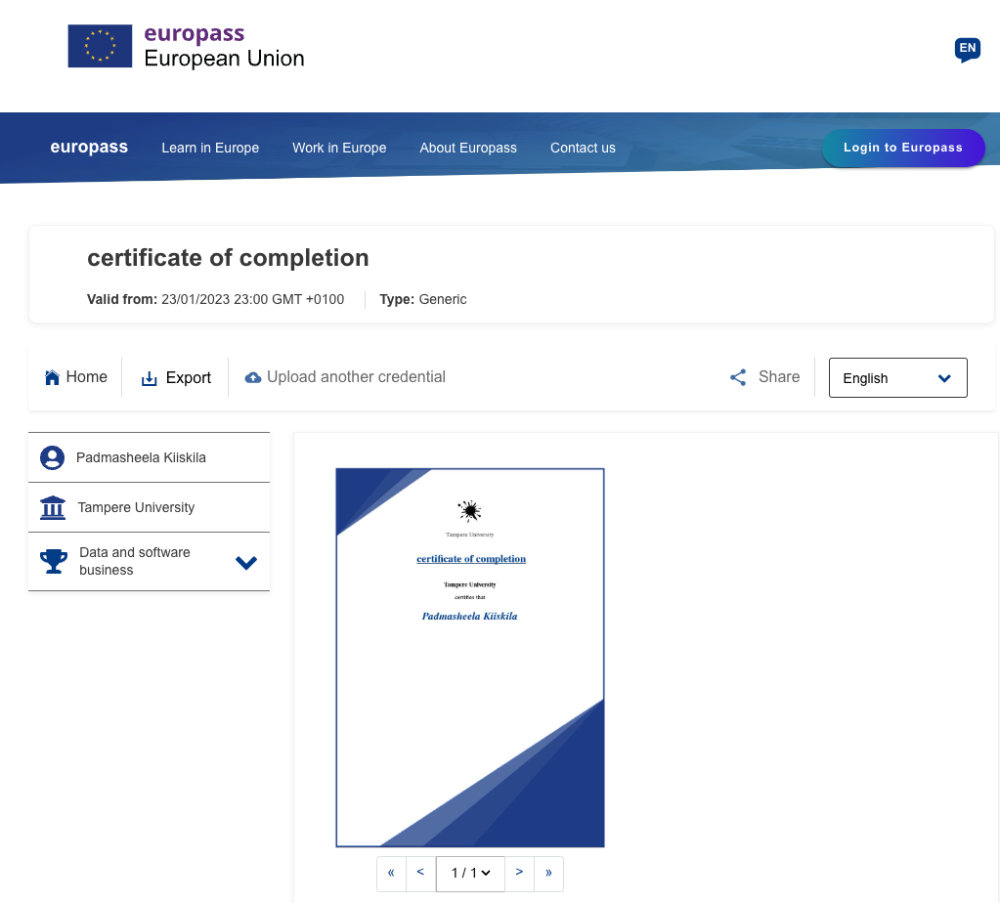 europass
European Union
EN
europass Learn in Europe Work in Europe About Europass Contact us Login to Europass
certificate of completion
Valid from: 23/01/2023 23:00 GMT +0100 Type: Generic
Home Export Upload another credential Share English
Padmasheela Kiiskila
Tampere University
Data and software
business
Tampere University
certificate of completion
Tampere University
certifies that
Padmasheela Kiiskila
« < 1 / 1 > »